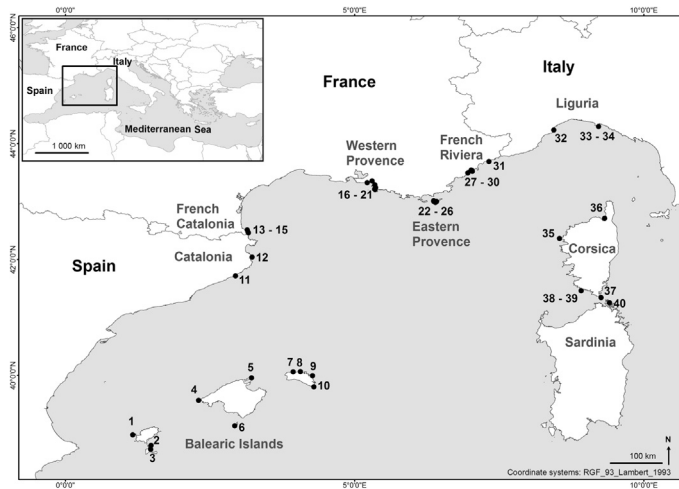 0°0'0"
5°0'0"E
10°0'0"E
46°0'0"N
France
Italy
Spain
Mediterranean Sea
1 000 km
France
Italy
Liguria
32
33 - 34
44°0'0"N
Western
Provence
French
Riviera
31
16 - 21
27 - 30
22 - 26
Eastern
Provence
French
Catalonia
13 - 15
36
35
Corsica
Catalonia
12
Spain
11
42°0'0"N
38 - 39
37
40
Sardinia
5
7
8
9
10
4
40°0'0"N
6
1
2
3
Balearic Islands
N
100 km
Coordinate systems: RGF_93_Lambert_1993
0°0'0"
5°0'0"E
10°0'0"E